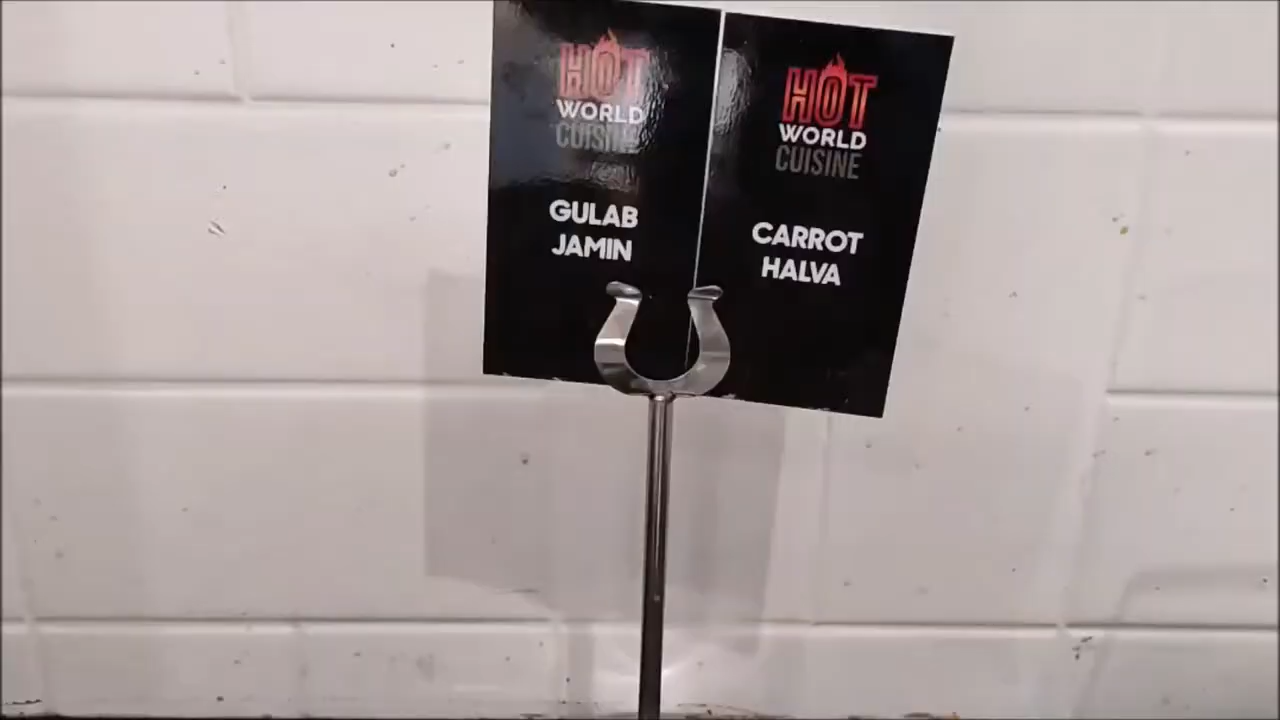 HOT
WORLD
CUISINE
GULAB
JAMIN
HOT
WORLD
CUISINE
CARROT
HALVA